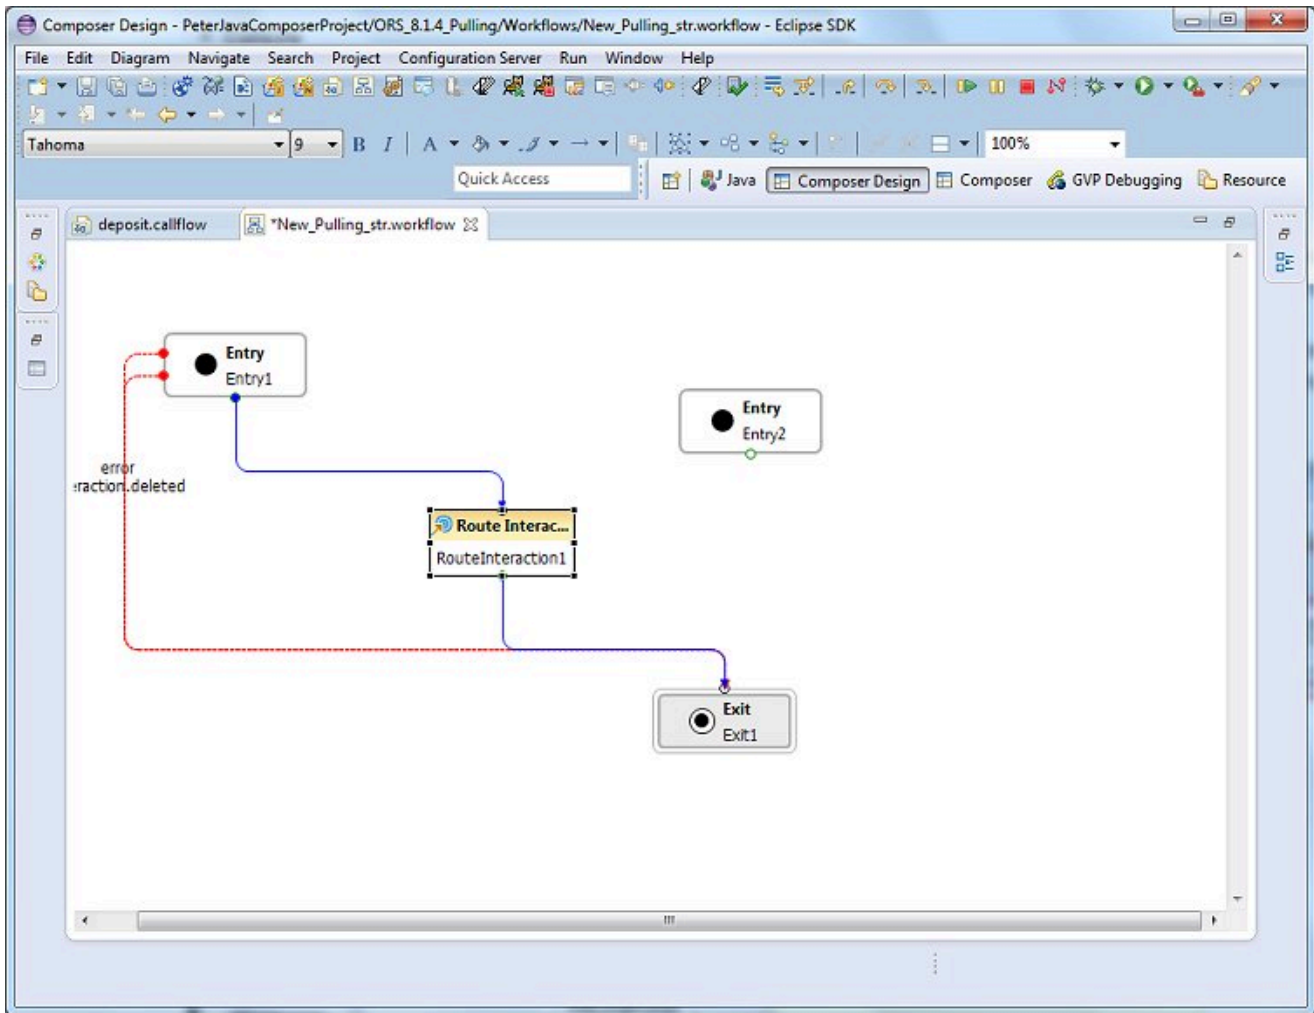 Composer Design - PeterJavaComposerProject/ORS_8.1.4_Pulling/Workflows/New_Pulling_str.workflow - Eclipse SDK
File Edit Diagram Navigate Search Project Configuration Server Run Window Help
Tahoma 9 B I A 100%
Quick Access Java Composer Design Composer GVP Debugging Resource
deposit.callflow *New_Pulling_str.workflow
Entry
Entry1
Entry
Entry2
error
eraction.deleted
Route Interac...
RouteInteraction1
Exit
Exit1